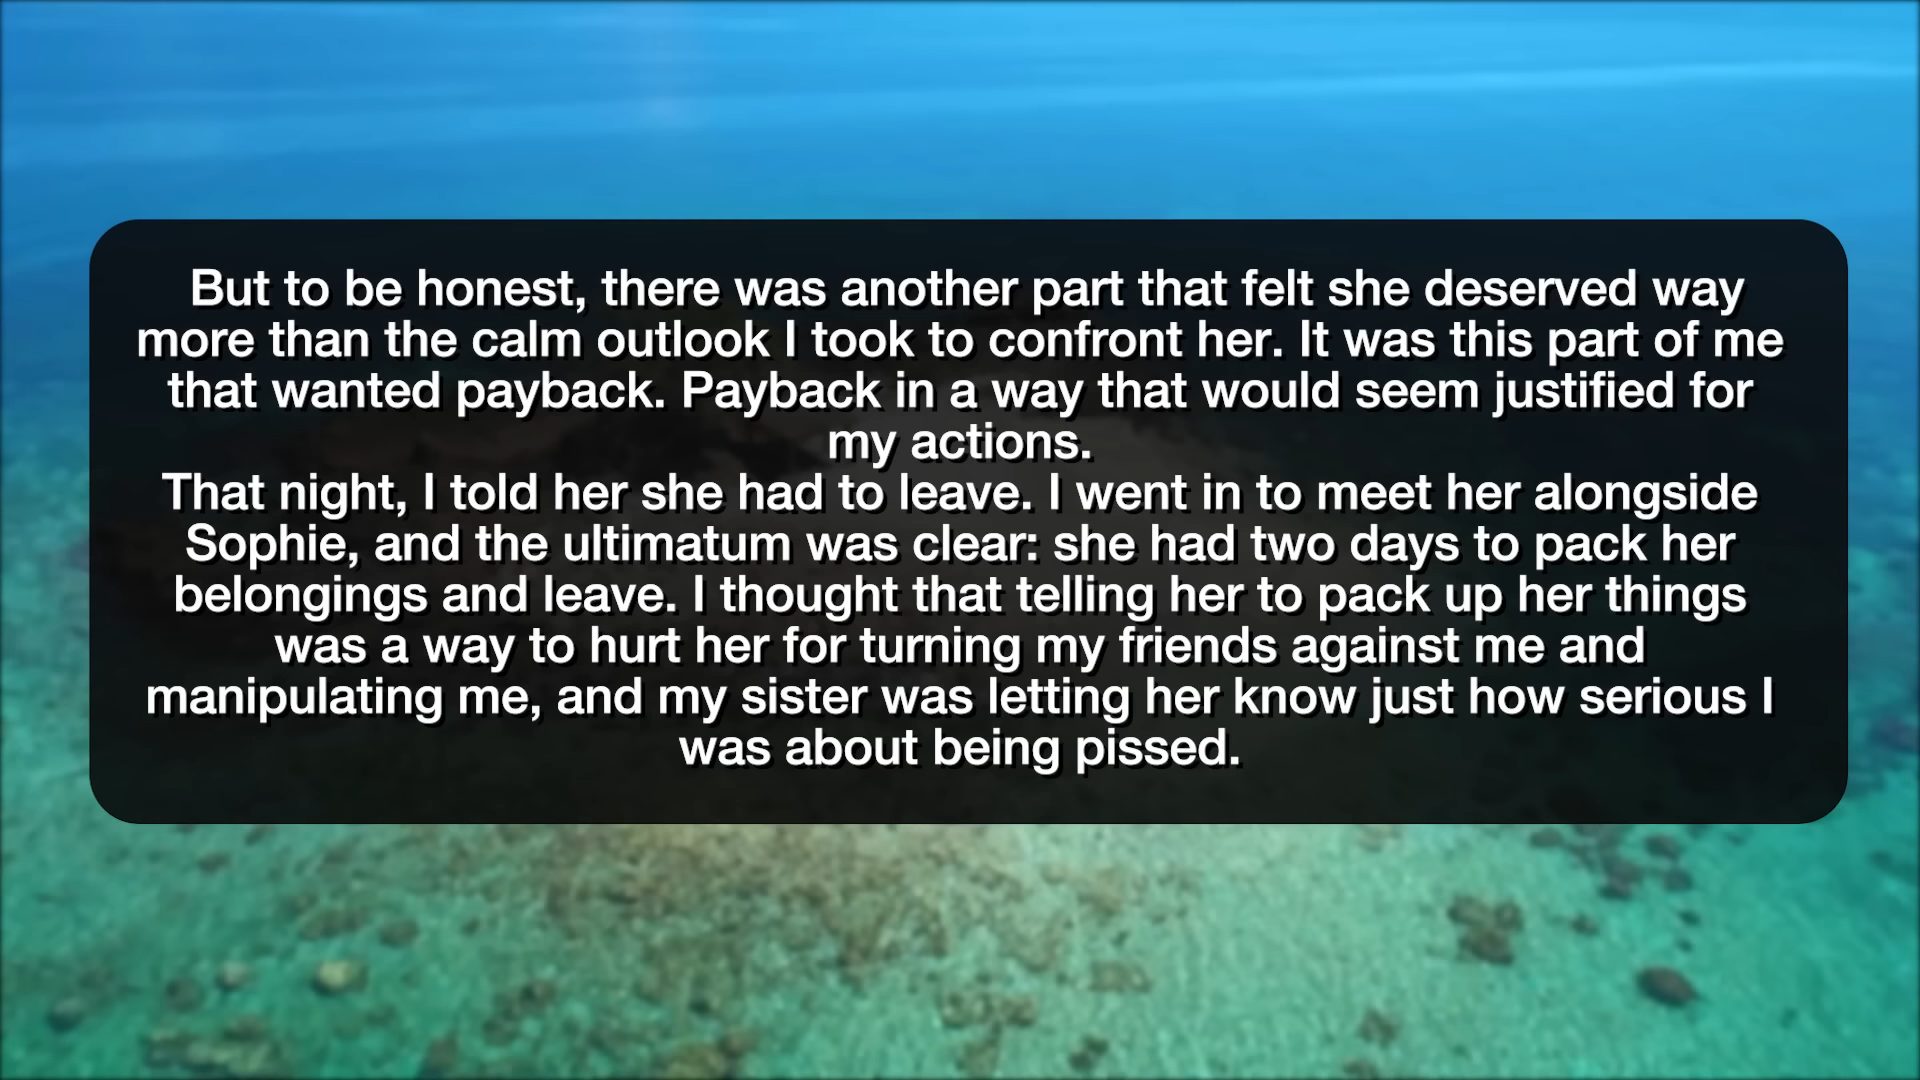 But to be honest, there was another part that felt she deserved way
more than the calm outlook I took to confront her. It was this part of me
that wanted payback. Payback in a way that would seem justified for
my actions.
That night, I told her she had to leave. I went in to meet her alongside
Sophie, and the ultimatum was clear: she had two days to pack her
belongings and leave. I thought that telling her to pack up her things
was a way to hurt her for turning my friends against me and
manipulating me, and my sister was letting her know just how serious I
was about being pissed.